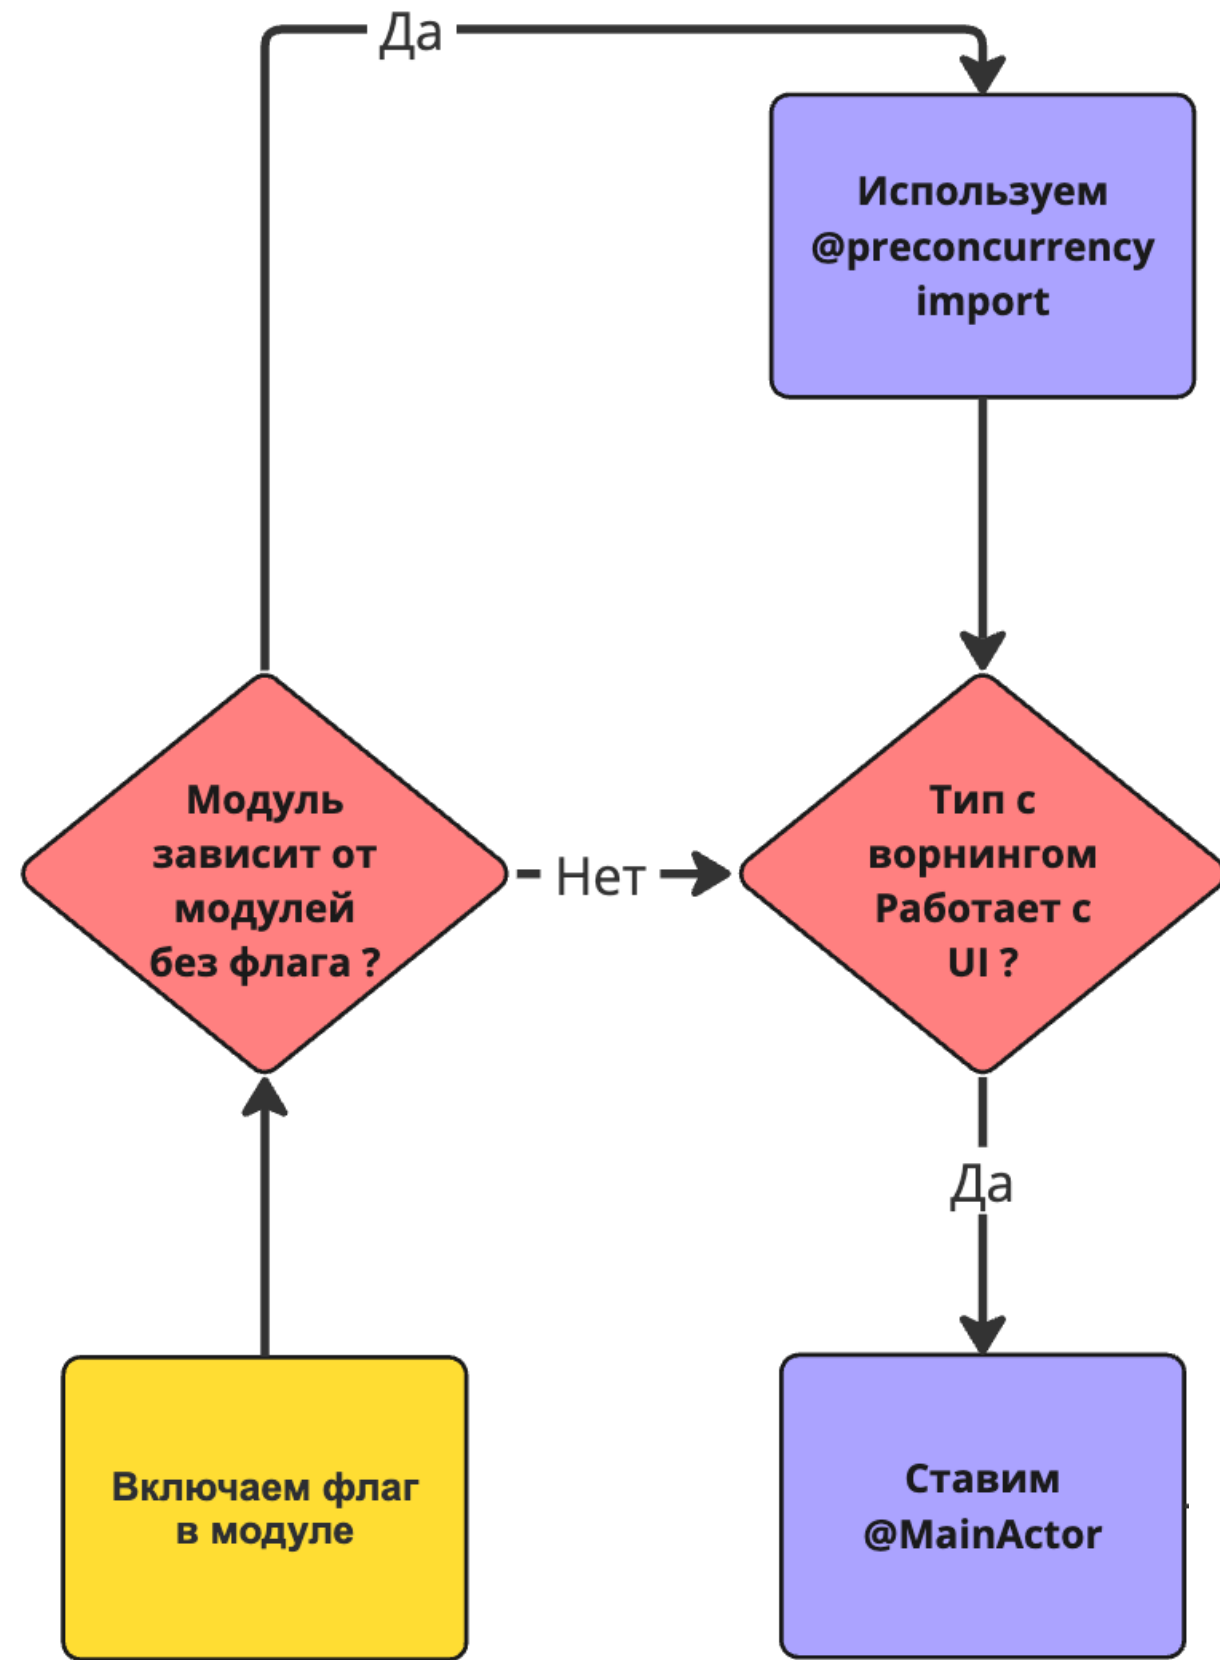 Да
Используем
@preconcurrency
import
Модуль
зависит от
модулей
без флага ?
Нет
Тип с
ворнингом
Работает с
UI ?
Да
Включаем флаг
в модуле
Ставим
@MainActor